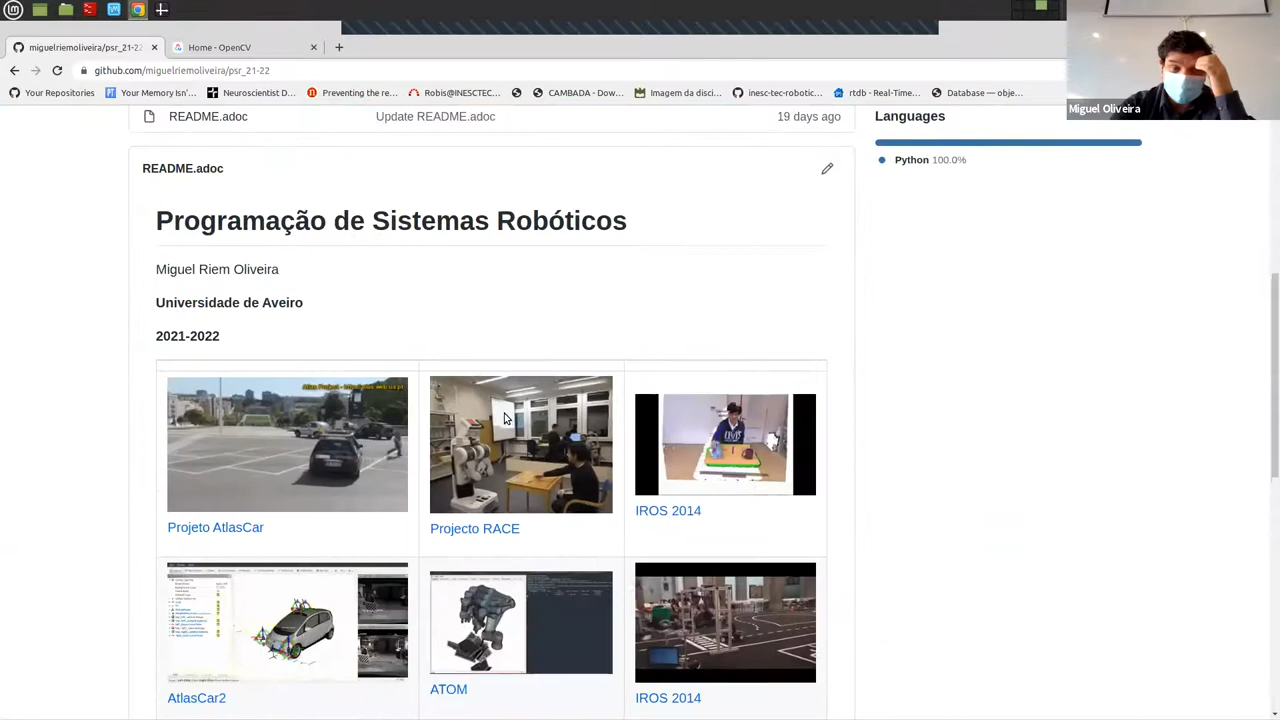 miguelriemoliveira/psr_21-22
Home - OpenCV
github.com/miguelriemoliveira/psr_21-22
Your Repositories
Your Memory Isn'...
Neuroscientist D...
Preventing the re...
Robis@INESCTEC...
CAMBADA - Dow...
Imagem da disci...
inesc-tec-robotic...
rtdb - Real-Time...
Database — obje...
Miguel Oliveira
README.adoc
Update README.adoc
19 days ago
Languages
Python 100.0%
README.adoc
Programação de Sistemas Robóticos
Miguel Riem Oliveira
Universidade de Aveiro
2021-2022
Projeto AtlasCar
Projecto RACE
IROS 2014
AtlasCar2
ATOM
IROS 2014